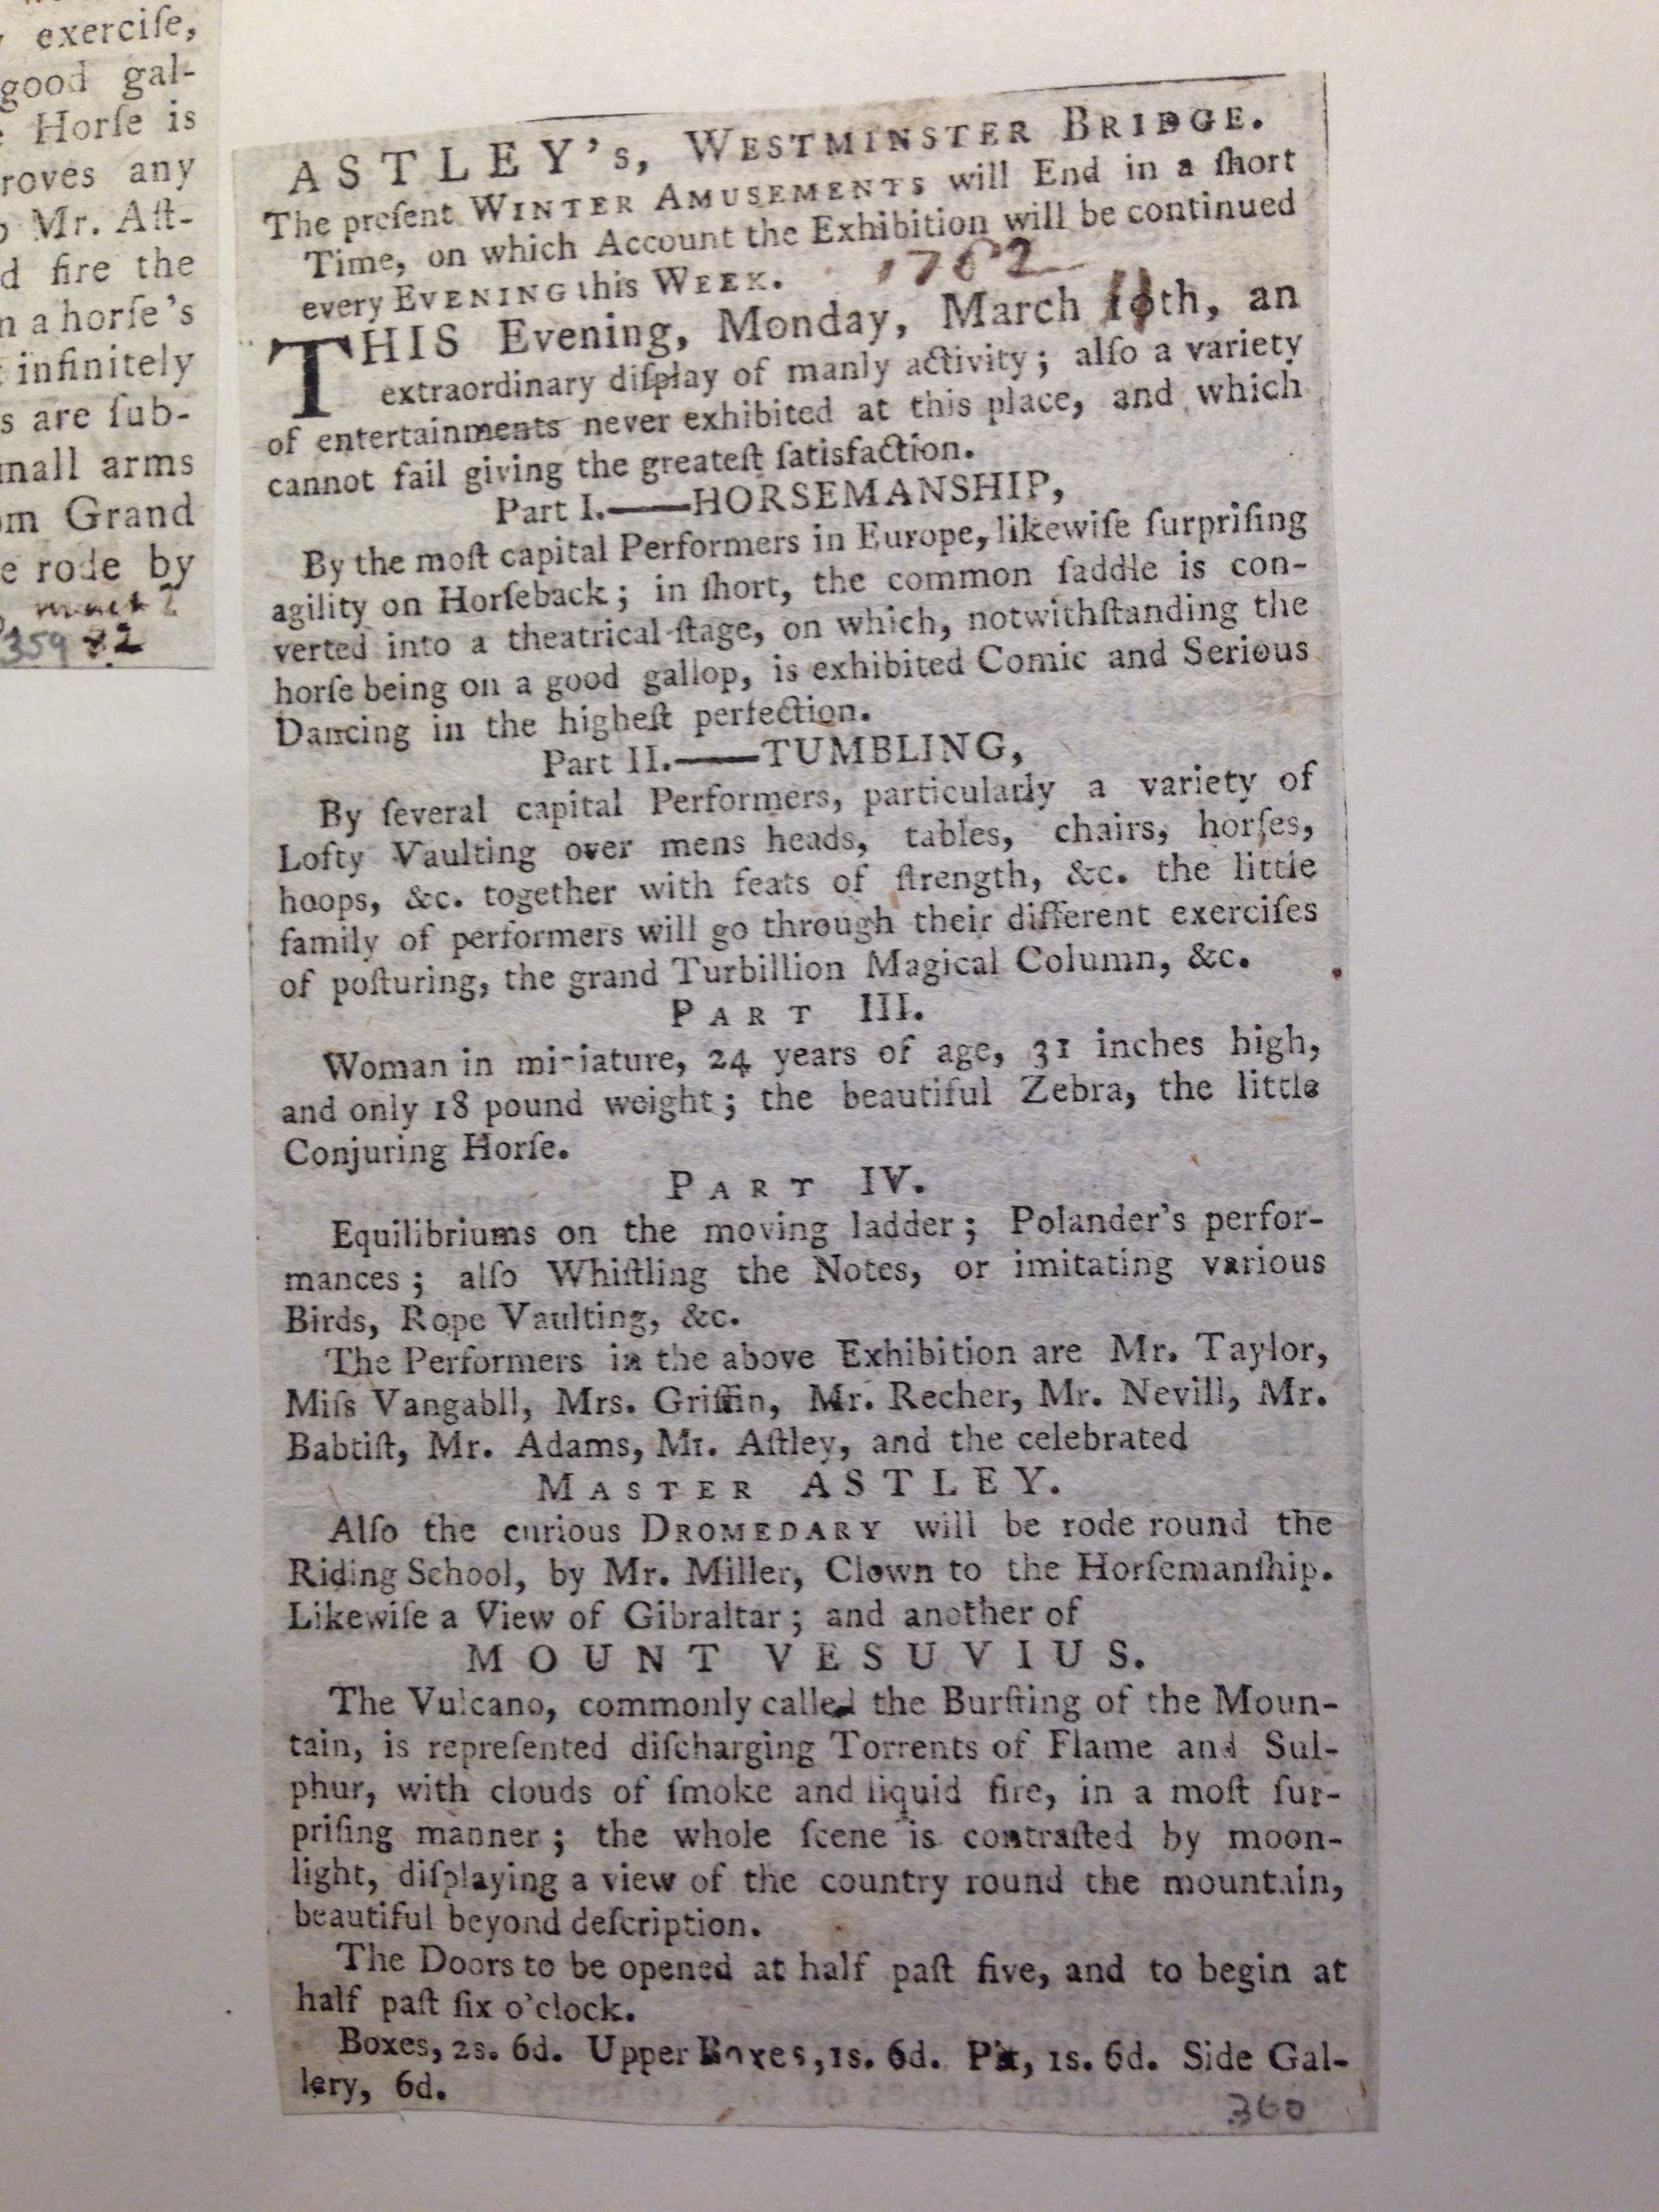 exerciſe,
good gal-
Horſe is
roves any
Mr. Aſt-
d fire the
n a horſe's
infinitely
s are ſub-
mall arms
om Grand
e rode by
359 82
ASTLEY's, WESTMINSTER BRIDGE.
The preſent WINTER AMUSEMENTS will End in a ſhort
Time, on which Account the Exhibition will be continued
every EVENING this WEEK.
1782
THIS Evening, Monday, March 11th, an
extraordinary diſplay of manly activity; alſo a variety
of entertainments never exhibited at this place, and which
cannot fail giving the greateſt ſatisfaction.
Part I.——HORSEMANSHIP,
By the moſt capital Performers in Europe, likewiſe ſurpriſing
agility on Horſeback; in ſhort, the common ſaddle is con-
verted into a theatrical ſtage, on which, notwithſtanding the
horſe being on a good gallop, is exhibited Comic and Serious
Dancing in the higheſt perfection.
Part II.——TUMBLING,
By ſeveral capital Performers, particularly a variety of
Lofty Vaulting over mens heads, tables, chairs, horſes,
hoops, &c. together with feats of ſtrength, &c. the little
family of performers will go through their different exerciſes
of poſturing, the grand Turbillion Magical Column, &c.
PART III.
Woman in miniature, 24 years of age, 31 inches high,
and only 18 pound weight; the beautiful Zebra, the little
Conjuring Horſe.
PART IV.
Equilibriums on the moving ladder; Polander's perfor-
mances; alſo Whiſtling the Notes, or imitating various
Birds, Rope Vaulting, &c.
The Performers in the above Exhibition are Mr. Taylor,
Miſs Vangabll, Mrs. Griffin, Mr. Recher, Mr. Nevill, Mr.
Babtiſt, Mr. Adams, Mr. Aſtley, and the celebrated
MASTER ASTLEY.
Alſo the curious DROMEDARY will be rode round the
Riding School, by Mr. Miller, Clown to the Horſemanſhip.
Likewiſe a View of Gibraltar; and another of
MOUNT VESUVIUS.
The Vulcano, commonly called the Burſting of the Moun-
tain, is repreſented diſcharging Torrents of Flame and Sul-
phur, with clouds of ſmoke and liquid fire, in a moſt ſur-
priſing manner; the whole ſcene is contraſted by moon-
light, diſplaying a view of the country round the mountain,
beautiful beyond deſcription.
The Doors to be opened at half paſt five, and to begin at
half paſt ſix o'clock.
Boxes, 2s. 6d. Upper Boxes, 1s. 6d. Pit, 1s. 6d. Side Gal-
lery, 6d.
360